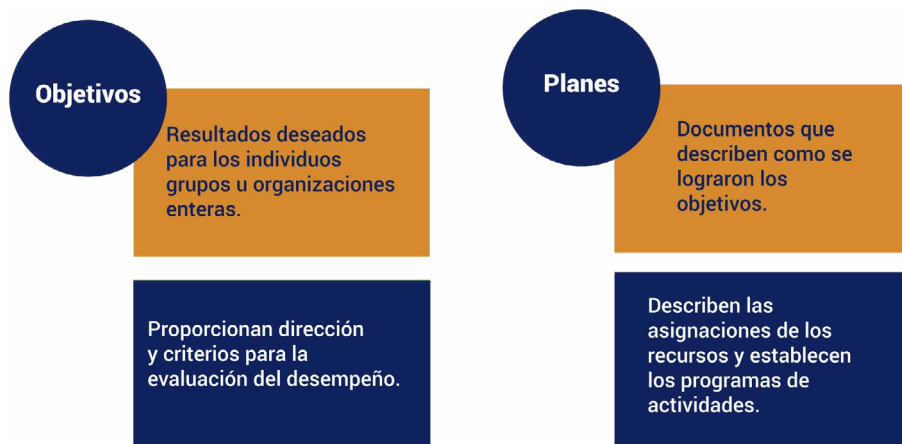 Objetivos
Resultados deseados
para los individuos
grupos u organizaciones
enteras.
Proporcionan dirección
y criterios para la
evaluación del desempeño.
Planes
Documentos que
describen como se
lograron los
objetivos.
Describen las
asignaciones de los
recursos y establecen
los programas de
actividades.